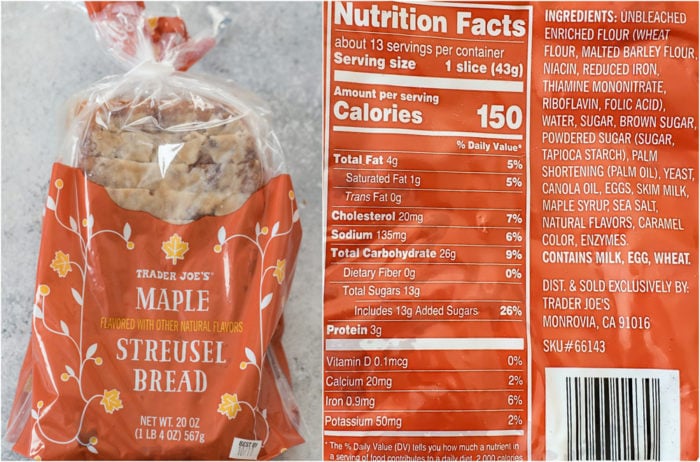 TRADER JOE'S®
MAPLE
FLAVORED WITH OTHER NATURAL FLAVORS
STREUSEL
BREAD
NET WT. 20 OZ
(1 LB 4 OZ) 567g
BEST BY
Nutrition Facts
about 13 servings per container
Serving size 1 slice (43g)
Amount per serving
Calories 150
% Daily Value*
Total Fat 4g 5%
Saturated Fat 1g 5%
Trans Fat 0g
Cholesterol 20mg 7%
Sodium 135mg 6%
Total Carbohydrate 26g 9%
Dietary Fiber 0g 0%
Total Sugars 13g
Includes 13g Added Sugars 26%
Protein 3g
Vitamin D 0.1mcg 0%
Calcium 20mg 2%
Iron 0.9mg 6%
Potassium 50mg 2%
* The % Daily Value (DV) tells you how much a nutrient in
a serving of food contributes to a daily diet. 2,000 calories
INGREDIENTS: UNBLEACHED
ENRICHED FLOUR (WHEAT
FLOUR, MALTED BARLEY FLOUR,
NIACIN, REDUCED IRON,
THIAMINE MONONITRATE,
RIBOFLAVIN, FOLIC ACID),
WATER, SUGAR, BROWN SUGAR,
POWDERED SUGAR (SUGAR,
TAPIOCA STARCH), PALM
SHORTENING (PALM OIL), YEAST,
CANOLA OIL, EGGS, SKIM MILK,
MAPLE SYRUP, SEA SALT,
NATURAL FLAVORS, CARAMEL
COLOR, ENZYMES.
CONTAINS MILK, EGG, WHEAT.
DIST. & SOLD EXCLUSIVELY BY:
TRADER JOE'S
MONROVIA, CA 91016
SKU#66143